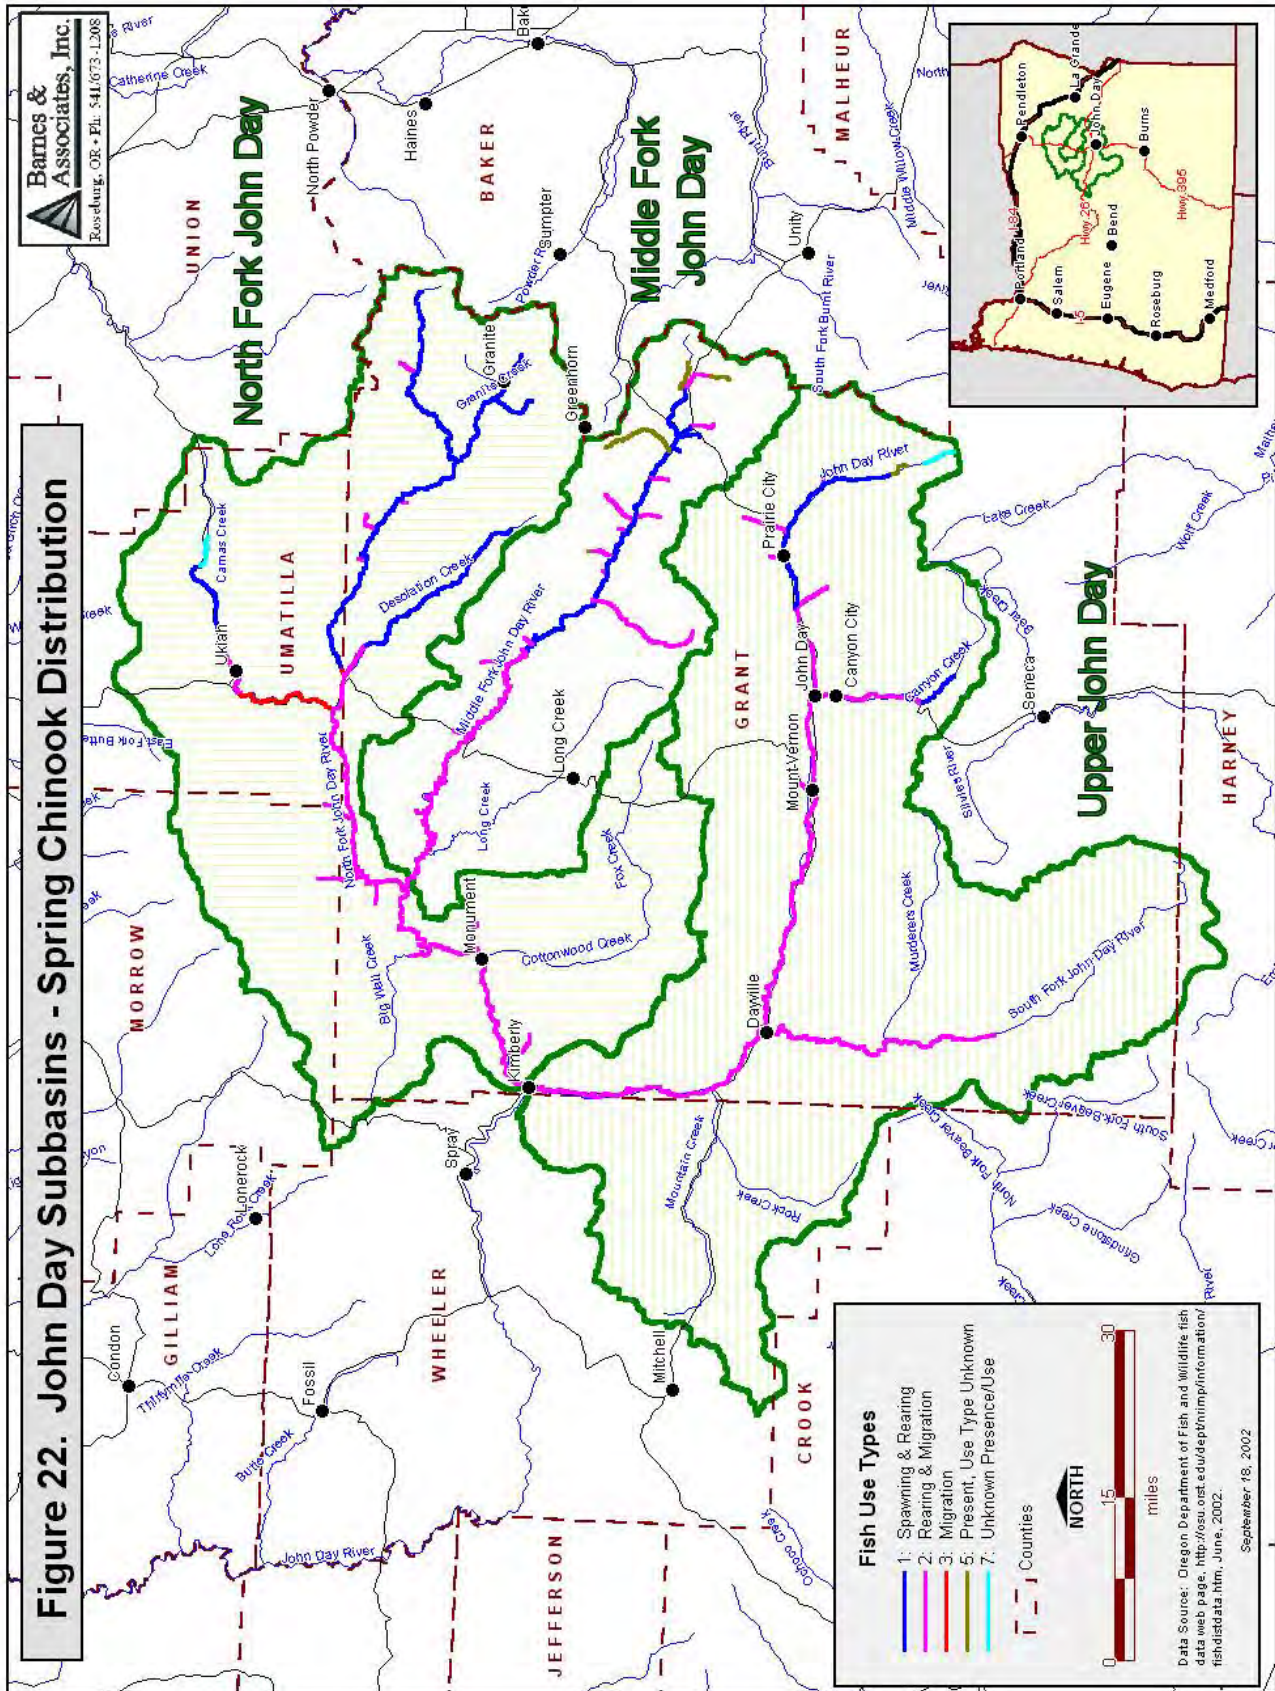 Figure 22. John Day Subbasins - Spring Chinook Distribution
Barnes &
Associates, Inc.
Roseburg, OR • Ph: 541/673-1208
North Fork John Day
Middle Fork
John Day
Upper John Day
UNION
BAKER
MALHEUR
UMATILLA
MORROW
GILLIAM
WHEELER
JEFFERSON
CROOK
GRANT
HARNEY
Catherine Creek
North Powder
Haines
Sumpter
Powder R
Unity
Burnt River
South Fork Burnt River
Middle Willow Creek
North
River
Granite
Granite Creek
Greenhorn
Camas Creek
Ukiah
Desolation Creek
East Fork Butte
North Fork John Day River
Middle Fork John Day River
Long Creek
Long Creek
Fox Creek
Cottonwood Creek
Monument
Big Wall Creek
Kimberly
Spray
Lonerock
Condon
Thirtymile Creek
Butte Creek
Fossil
John Day River
Mitchell
Mountain Creek
Rock Creek
Ochoco Creek
Dayville
Mount Vernon
John Day
Canyon City
Canyon Creek
Prairie City
John Day River
Murderers Creek
South Fork John Day River
Silvies River
Seneca
Bear Creek
Lake Creek
Wolf Creek
North Fork Beaver Creek
South Fork Beaver Creek
Grindstone Creek
River
Creek
Portland
Salem
Eugene
Roseburg
Medford
Bend
Burns
John Day
Pendleton
La Grande
I-84
I-5
Hwy 26
Hwy 395
Fish Use Types
1: Spawning & Rearing
2: Rearing & Migration
3: Migration
5: Present, Use Type Unknown
7: Unknown Presence/Use
Counties
NORTH
0 15 30
miles
Data Source: Oregon Department of Fish and Wildlife fish
data web page, http://osu.orst.edu/dept/nrimp/information/
fishdistdata.htm, June, 2002.
September 18, 2002